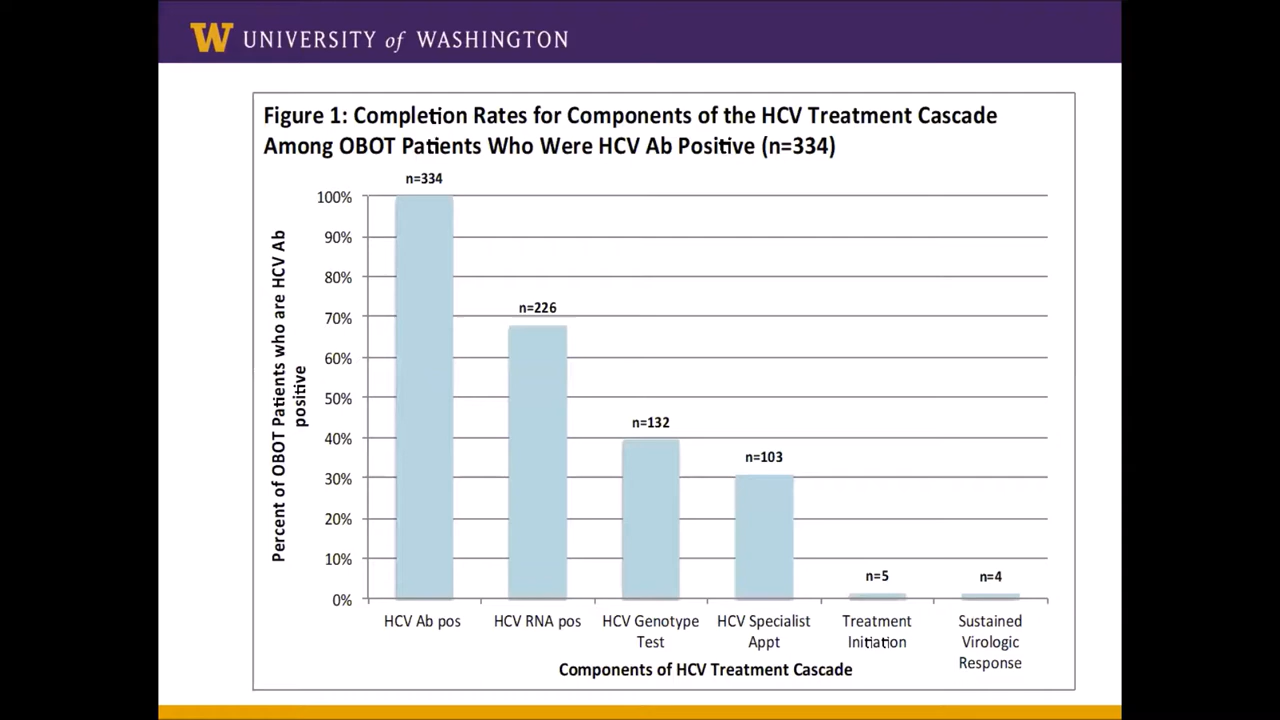 W UNIVERSITY of WASHINGTON
Figure 1: Completion Rates for Components of the HCV Treatment Cascade
Among OBOT Patients Who Were HCV Ab Positive (n=334)
n=334
n=226
n=132
n=103
n=5
n=4
100%
90%
80%
70%
60%
50%
40%
30%
20%
10%
0%
Percent of OBOT Patients who are HCV Ab
positive
HCV Ab pos
HCV RNA pos
HCV Genotype
Test
HCV Specialist
Appt
Treatment
Initiation
Sustained
Virologic
Response
Components of HCV Treatment Cascade